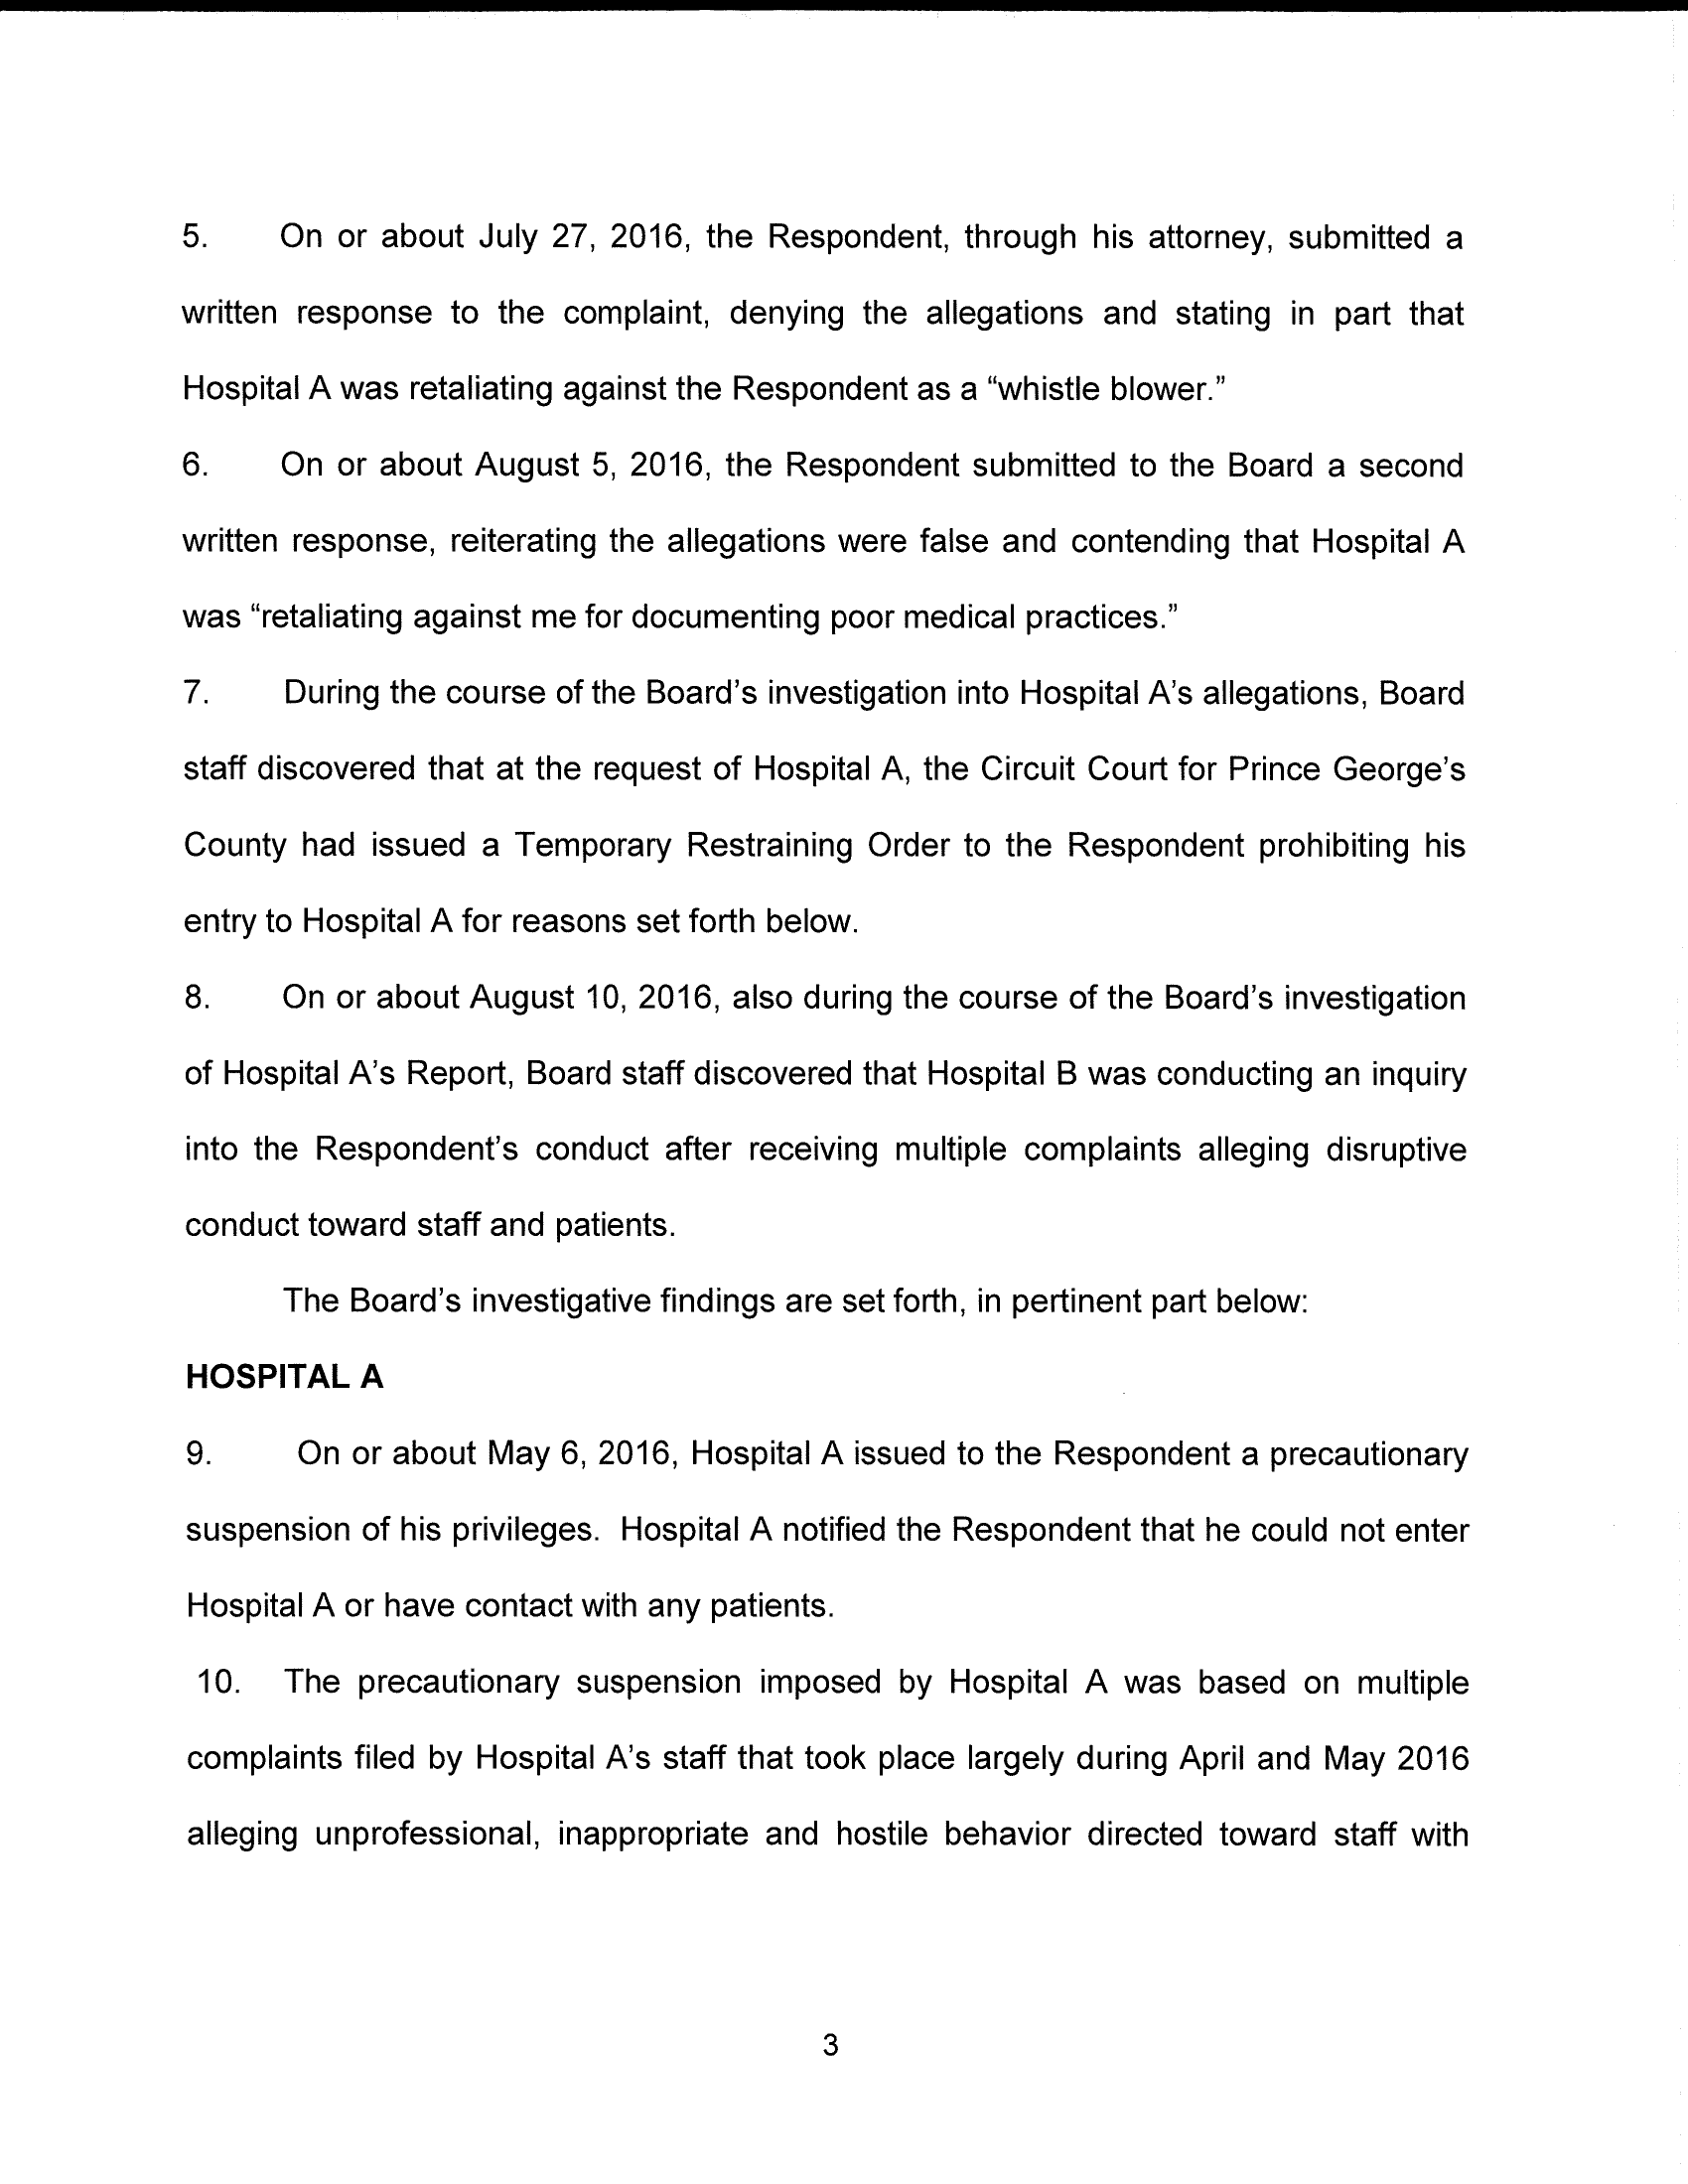 5. On or about July 27, 2016, the Respondent, through his attorney, submitted a
written response to the complaint, denying the allegations and stating in part that
Hospital A was retaliating against the Respondent as a “whistle blower.”
6. On or about August 5, 2016, the Respondent submitted to the Board a second
written response, reiterating the allegations were false and contending that Hospital A
was “retaliating against me for documenting poor medical practices.”
7. During the course of the Board’s investigation into Hospital A’s allegations, Board
staff discovered that at the request of Hospital A, the Circuit Court for Prince George’s
County had issued a Temporary Restraining Order to the Respondent prohibiting his
entry to Hospital A for reasons set forth below.
8. On or about August 10, 2016, also during the course of the Board’s investigation
of Hospital A’s Report, Board staff discovered that Hospital B was conducting an inquiry
into the Respondent’s conduct after receiving multiple complaints alleging disruptive
conduct toward staff and patients.
The Board’s investigative findings are set forth, in pertinent part below:
HOSPITAL A
9. On or about May 6, 2016, Hospital A issued to the Respondent a precautionary
suspension of his privileges. Hospital A notified the Respondent that he could not enter
Hospital A or have contact with any patients.
10. The precautionary suspension imposed by Hospital A was based on multiple
complaints filed by Hospital A’s staff that took place largely during April and May 2016
alleging unprofessional, inappropriate and hostile behavior directed toward staff with
3